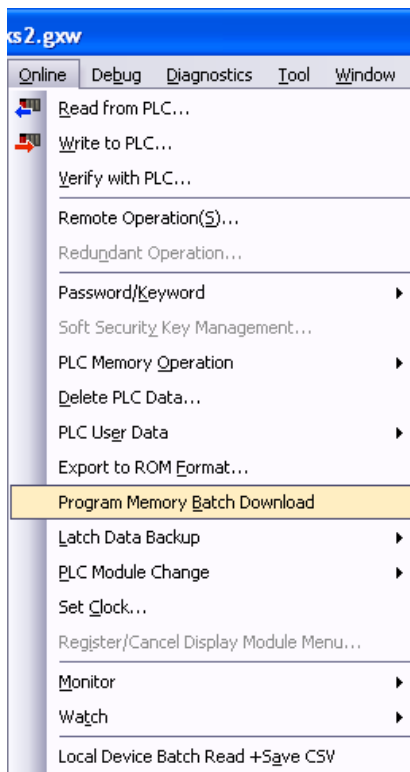 ks2.gxw
Online Debug Diagnostics Tool Window
Read from PLC...
Write to PLC...
Verify with PLC...
Remote Operation(S)...
Redundant Operation...
Password/Keyword
Soft Security Key Management...
PLC Memory Operation
Delete PLC Data...
PLC User Data
Export to ROM Format...
Program Memory Batch Download
Latch Data Backup
PLC Module Change
Set Clock...
Register/Cancel Display Module Menu...
Monitor
Watch
Local Device Batch Read +Save CSV